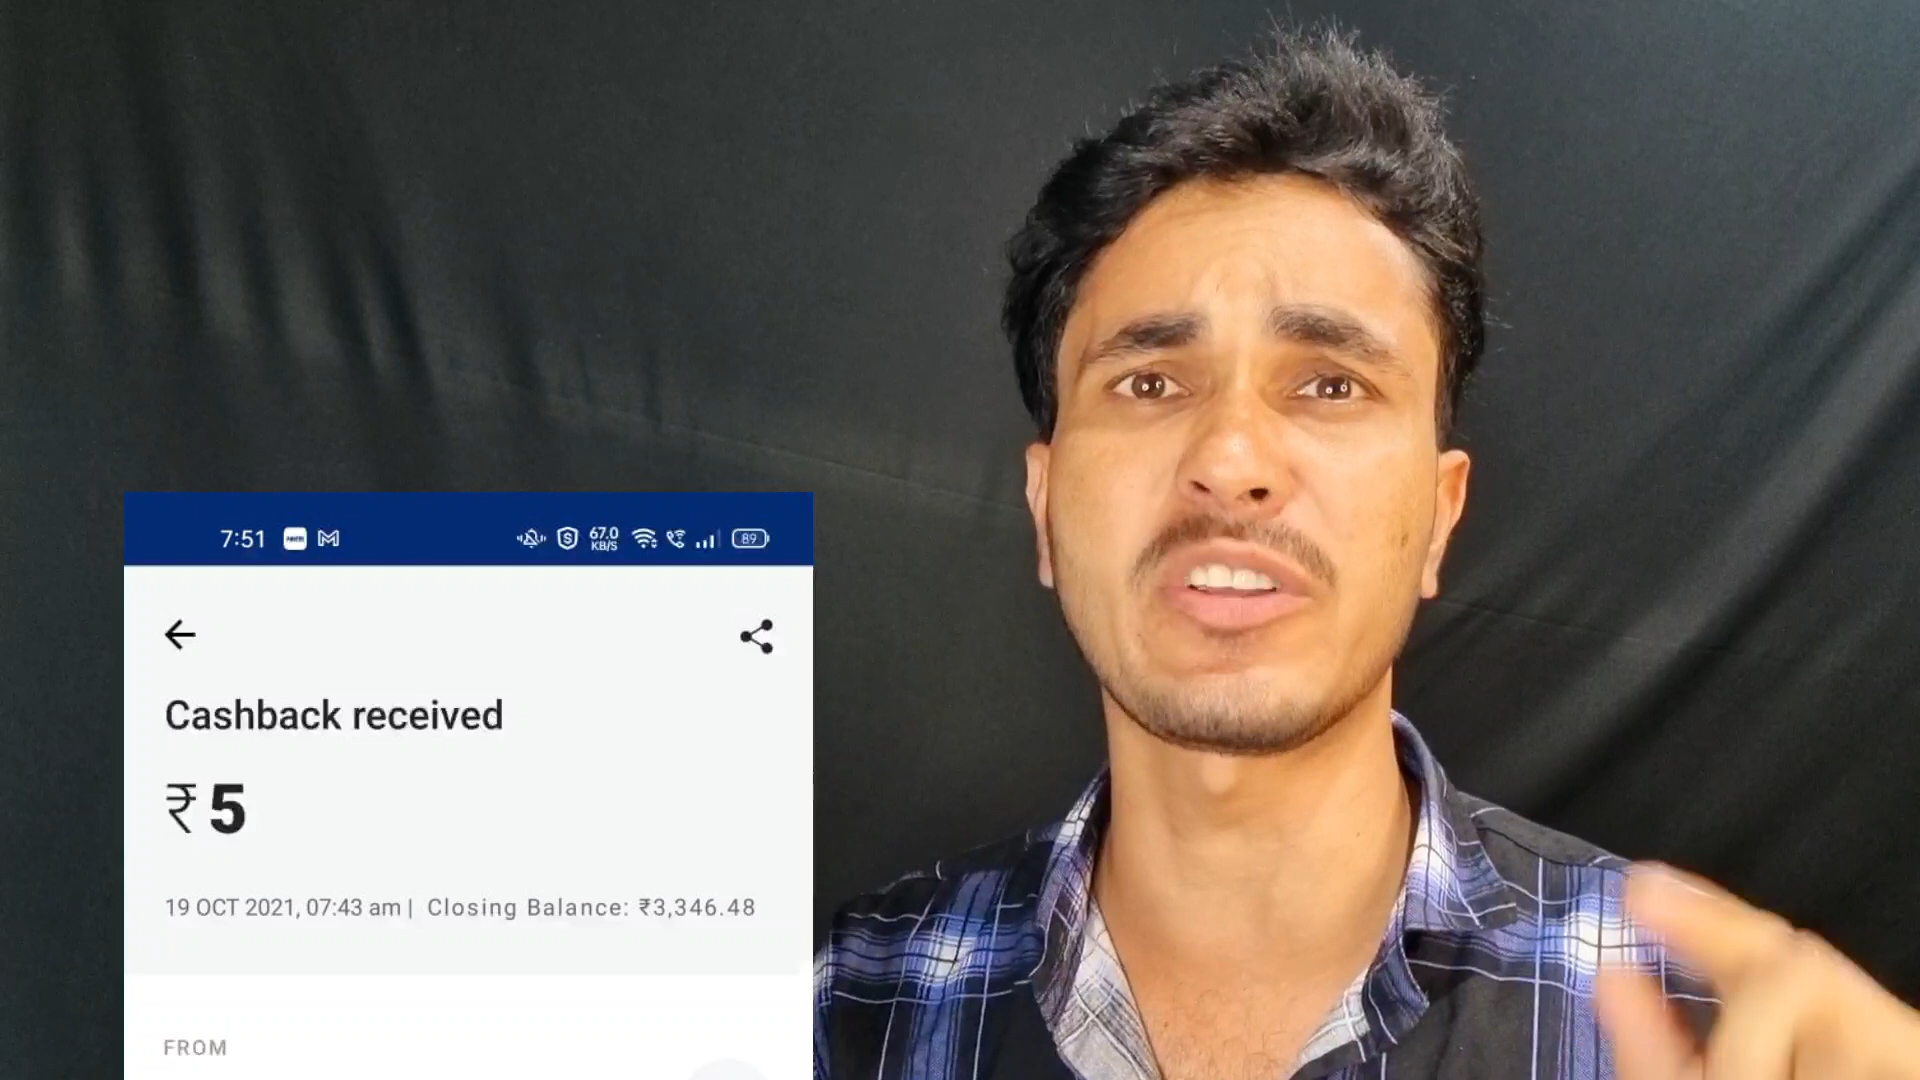 7:51 67.0 KB/S 89
Cashback received
₹5
19 OCT 2021, 07:43 am | Closing Balance: ₹3,346.48
FROM